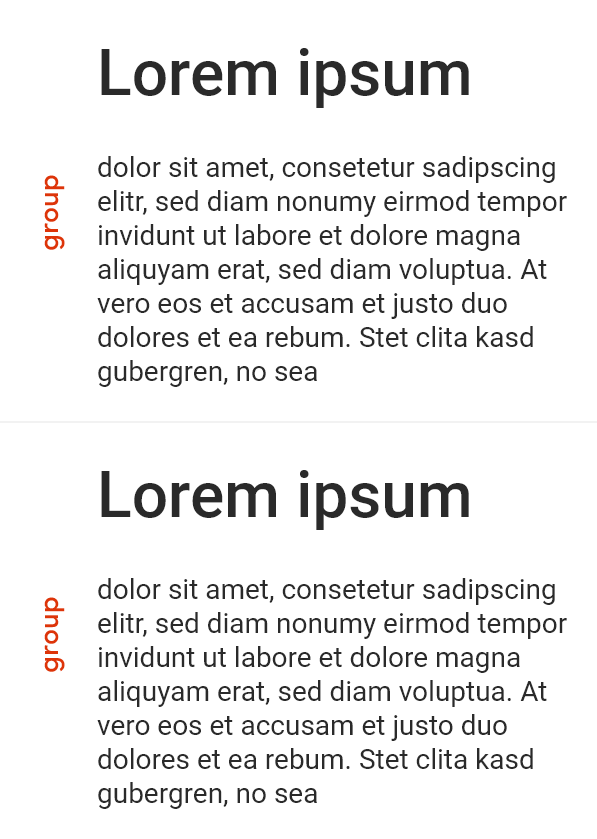 Lorem ipsum
group
dolor sit amet, consetetur sadipscing
elitr, sed diam nonumy eirmod tempor
invidunt ut labore et dolore magna
aliquyam erat, sed diam voluptua. At
vero eos et accusam et justo duo
dolores et ea rebum. Stet clita kasd
gubergren, no sea
Lorem ipsum
group
dolor sit amet, consetetur sadipscing
elitr, sed diam nonumy eirmod tempor
invidunt ut labore et dolore magna
aliquyam erat, sed diam voluptua. At
vero eos et accusam et justo duo
dolores et ea rebum. Stet clita kasd
gubergren, no sea